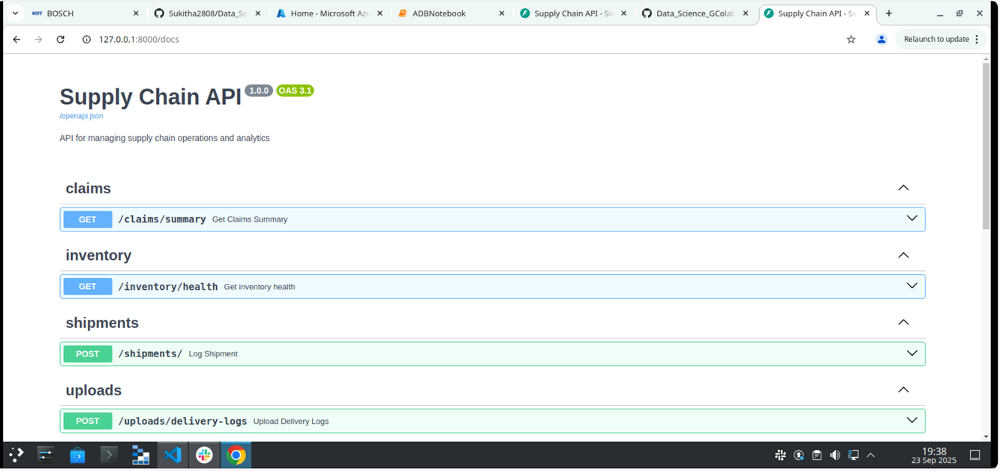 NIIT BOSCH
Sukitha2808/Data_Sc
Home - Microsoft Azu
ADBNotebook
Supply Chain API - Sw
Data_Science_GColab
Supply Chain API - Sw
127.0.0.1:8000/docs
Relaunch to update
Supply Chain API 1.0.0 OAS 3.1
/openapi.json
API for managing supply chain operations and analytics
claims
GET /claims/summary Get Claims Summary
inventory
GET /inventory/health Get inventory health
shipments
POST /shipments/ Log Shipment
uploads
POST /uploads/delivery-logs Upload Delivery Logs
19:38
23 Sep 2025